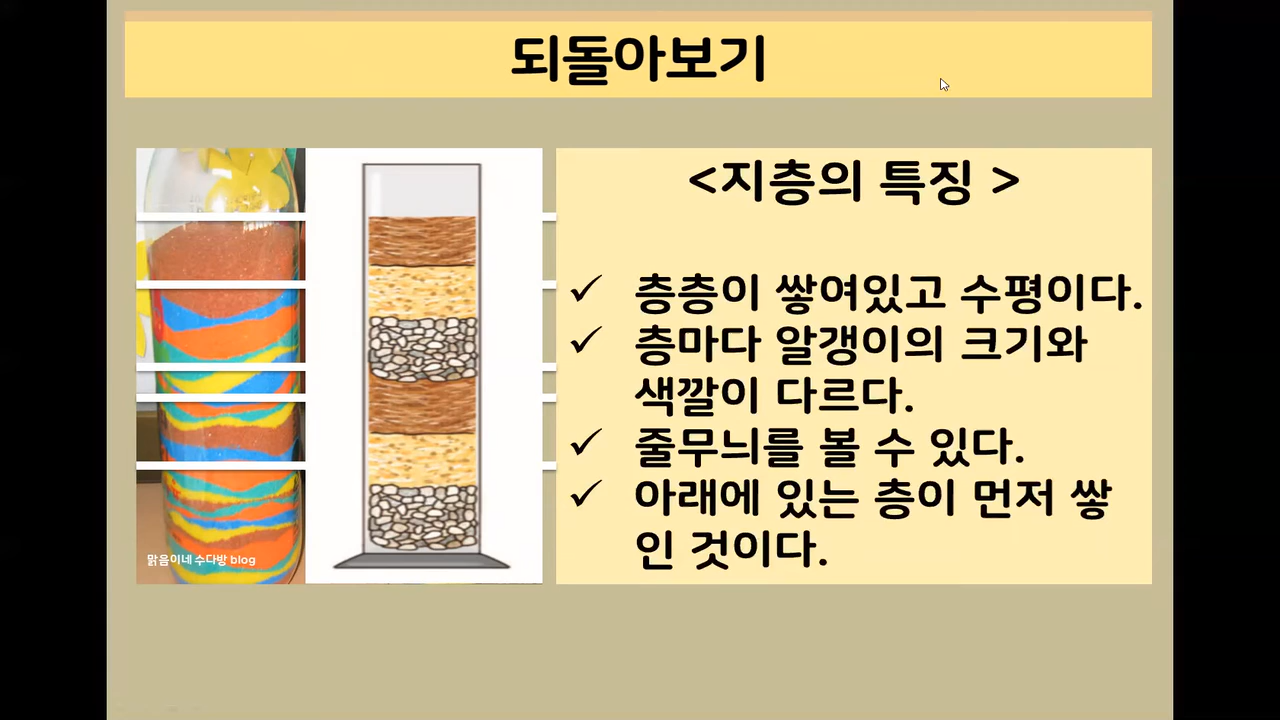 되돌아보기
<지층의 특징 >
✓ 층층이 쌓여있고 수평이다.
✓ 층마다 알갱이의 크기와
색깔이 다르다.
✓ 줄무늬를 볼 수 있다.
✓ 아래에 있는 층이 먼저 쌓
인 것이다.
맑음이네 수다방 blog